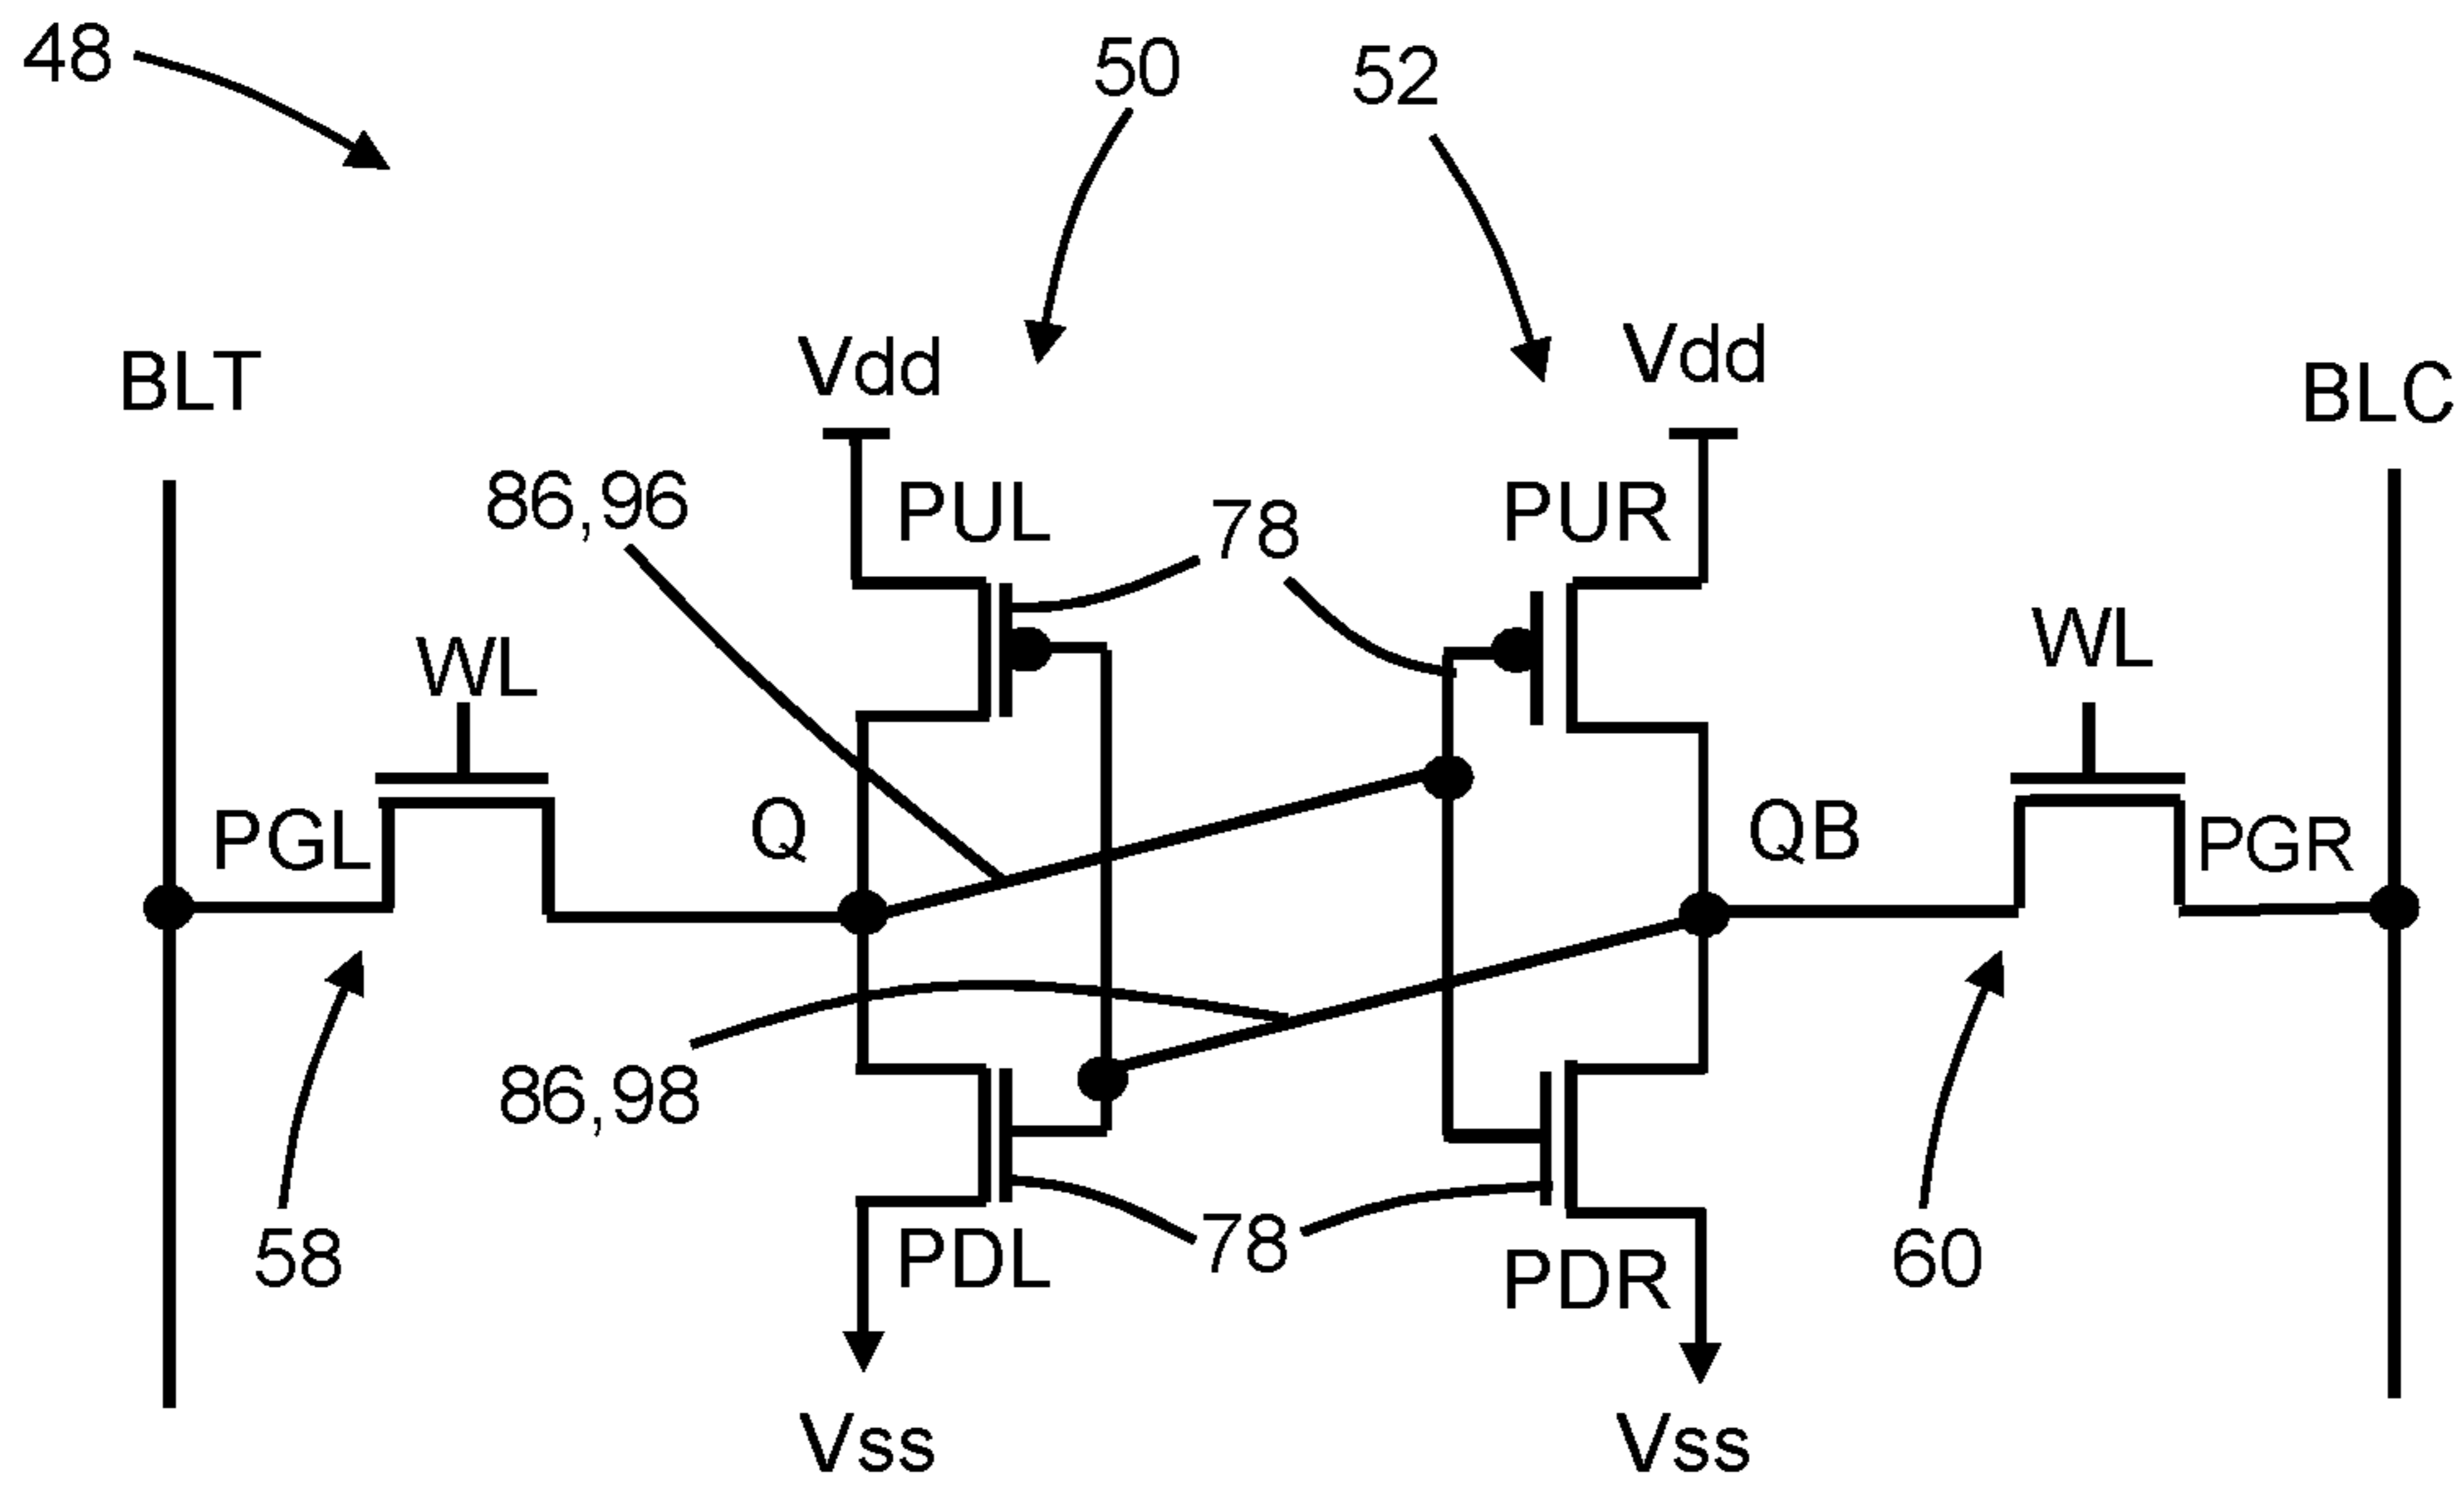 48
50
52
Vdd
Vdd
BLT
BLC
86,96
PUL
78
PUR
WL
WL
PGL
Q
QB
PGR
86,98
58
PDL
78
PDR
60
Vss
Vss